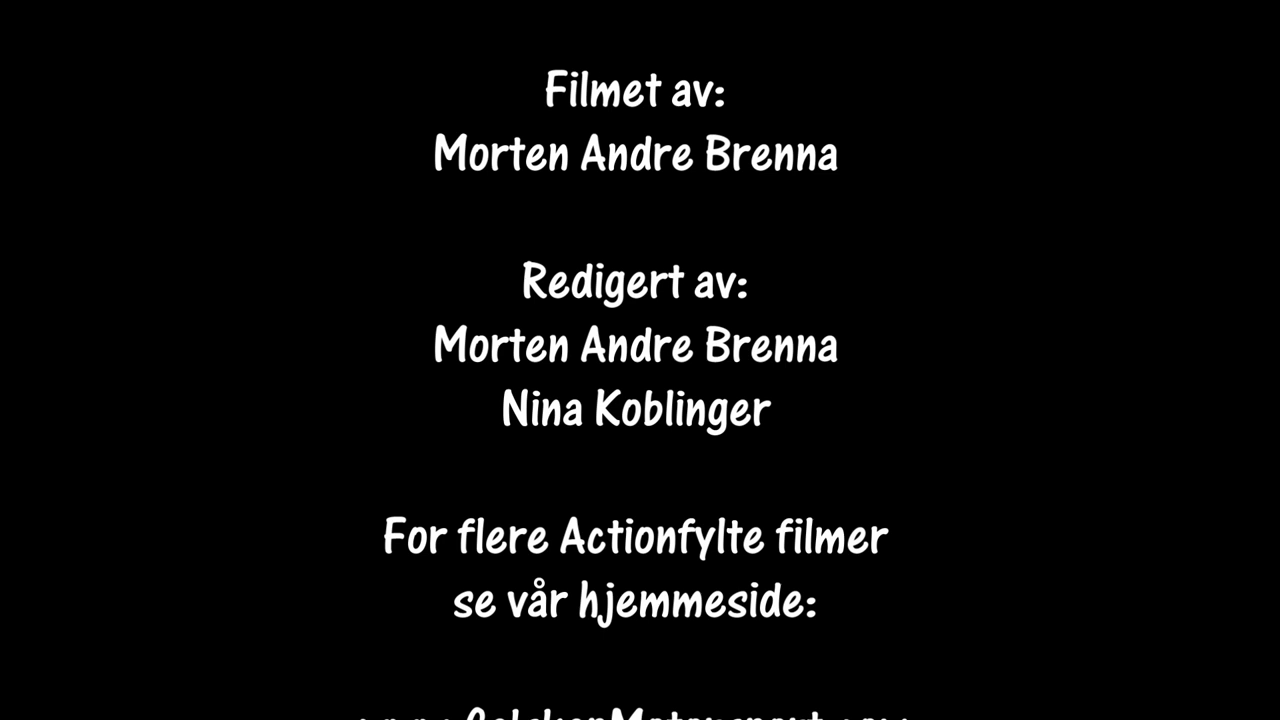 Filmet av:
Morten Andre Brenna
Redigert av:
Morten Andre Brenna
Nina Koblinger
For flere Actionfylte filmer
se vår hjemmeside: